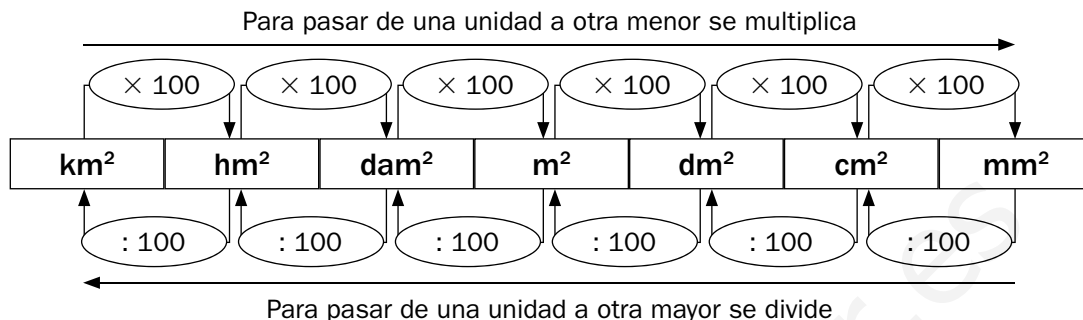 Para pasar de una unidad a otra menor se multiplica
× 100 × 100 × 100 × 100 × 100 × 100
km² hm² dam² m² dm² cm² mm²
: 100 : 100 : 100 : 100 : 100 : 100
Para pasar de una unidad a otra mayor se divide